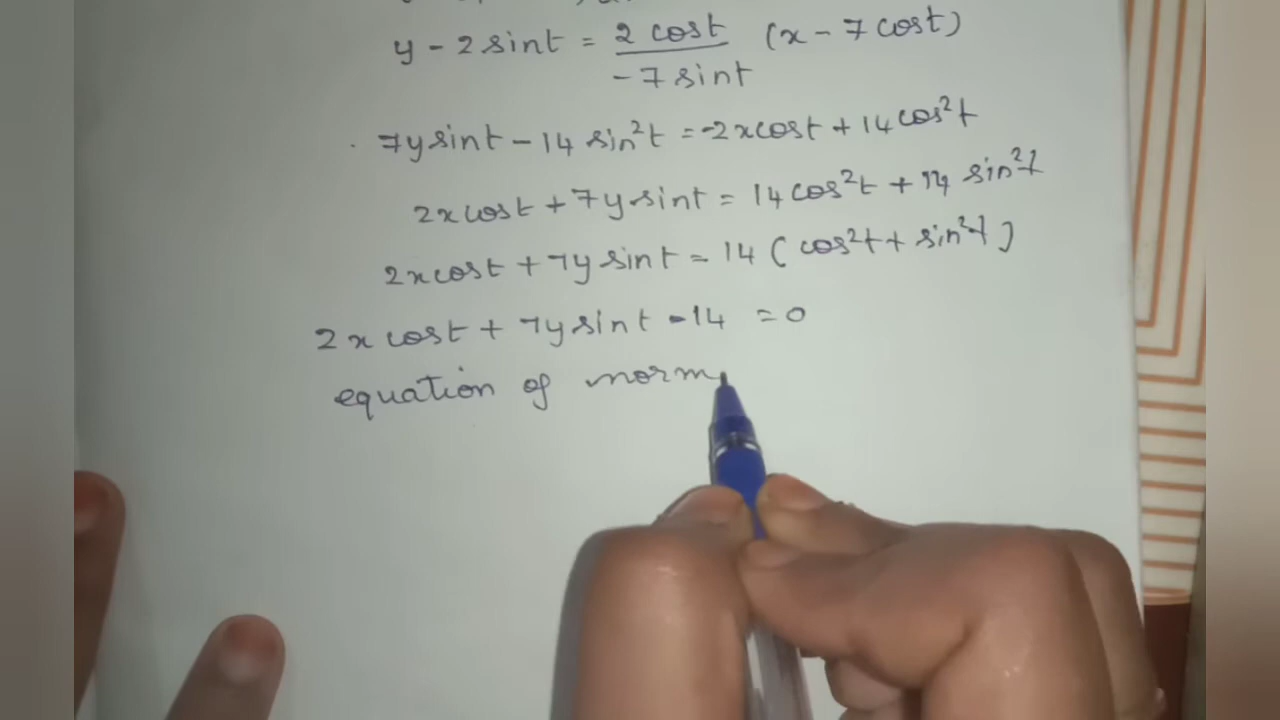 y - 2 sint = 2 cost / -7 sint (x - 7 cost)
7y sint - 14 sin²t = -2x cost + 14 cos²t
2x cost + 7y sint = 14 cos²t + 14 sin²t
2x cost + 7y sint = 14 ( cos²t + sin²t )
2x cost + 7y sint - 14 = 0
equation of norm